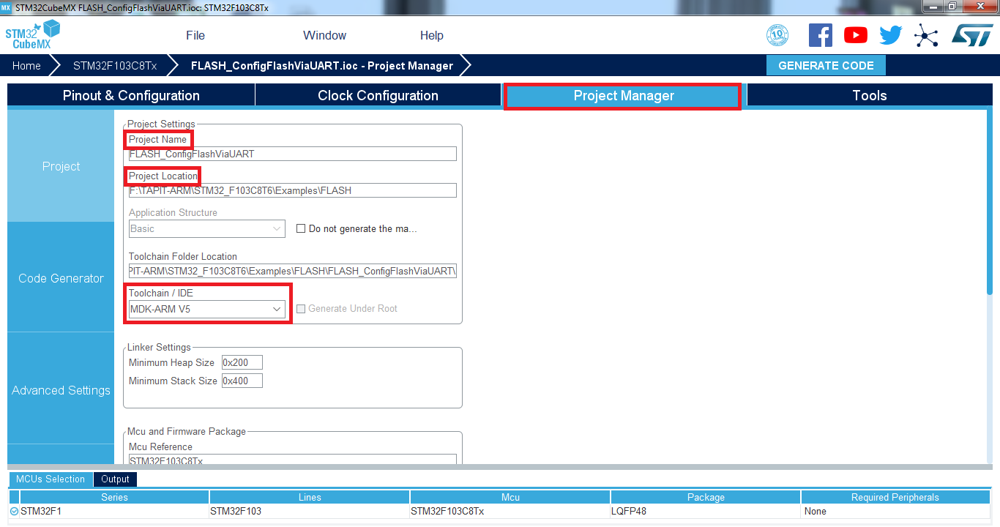 MX STM32CubeMX FLASH_ConfigFlashViaUART.ioc: STM32F103C8Tx
STM32
CubeMX
File Window Help
10
ST
Home STM32F103C8Tx FLASH_ConfigFlashViaUART.ioc - Project Manager GENERATE CODE
Pinout & Configuration Clock Configuration Project Manager Tools
Project
Code Generator
Advanced Settings
Project Settings
Project Name
FLASH_ConfigFlashViaUART
Project Location
F:\TAPIT-ARM\STM32_F103C8T6\Examples\FLASH
Application Structure
Basic Do not generate the ma...
Toolchain Folder Location
PIT-ARM\STM32_F103C8T6\Examples\FLASH\FLASH_ConfigFlashViaUART\
Toolchain / IDE
MDK-ARM V5 Generate Under Root
Linker Settings
Minimum Heap Size 0x200
Minimum Stack Size 0x400
Mcu and Firmware Package
Mcu Reference
STM32F103C8Tx
MCUs Selection Output
Series Lines Mcu Package Required Peripherals
STM32F1 STM32F103 STM32F103C8Tx LQFP48 None